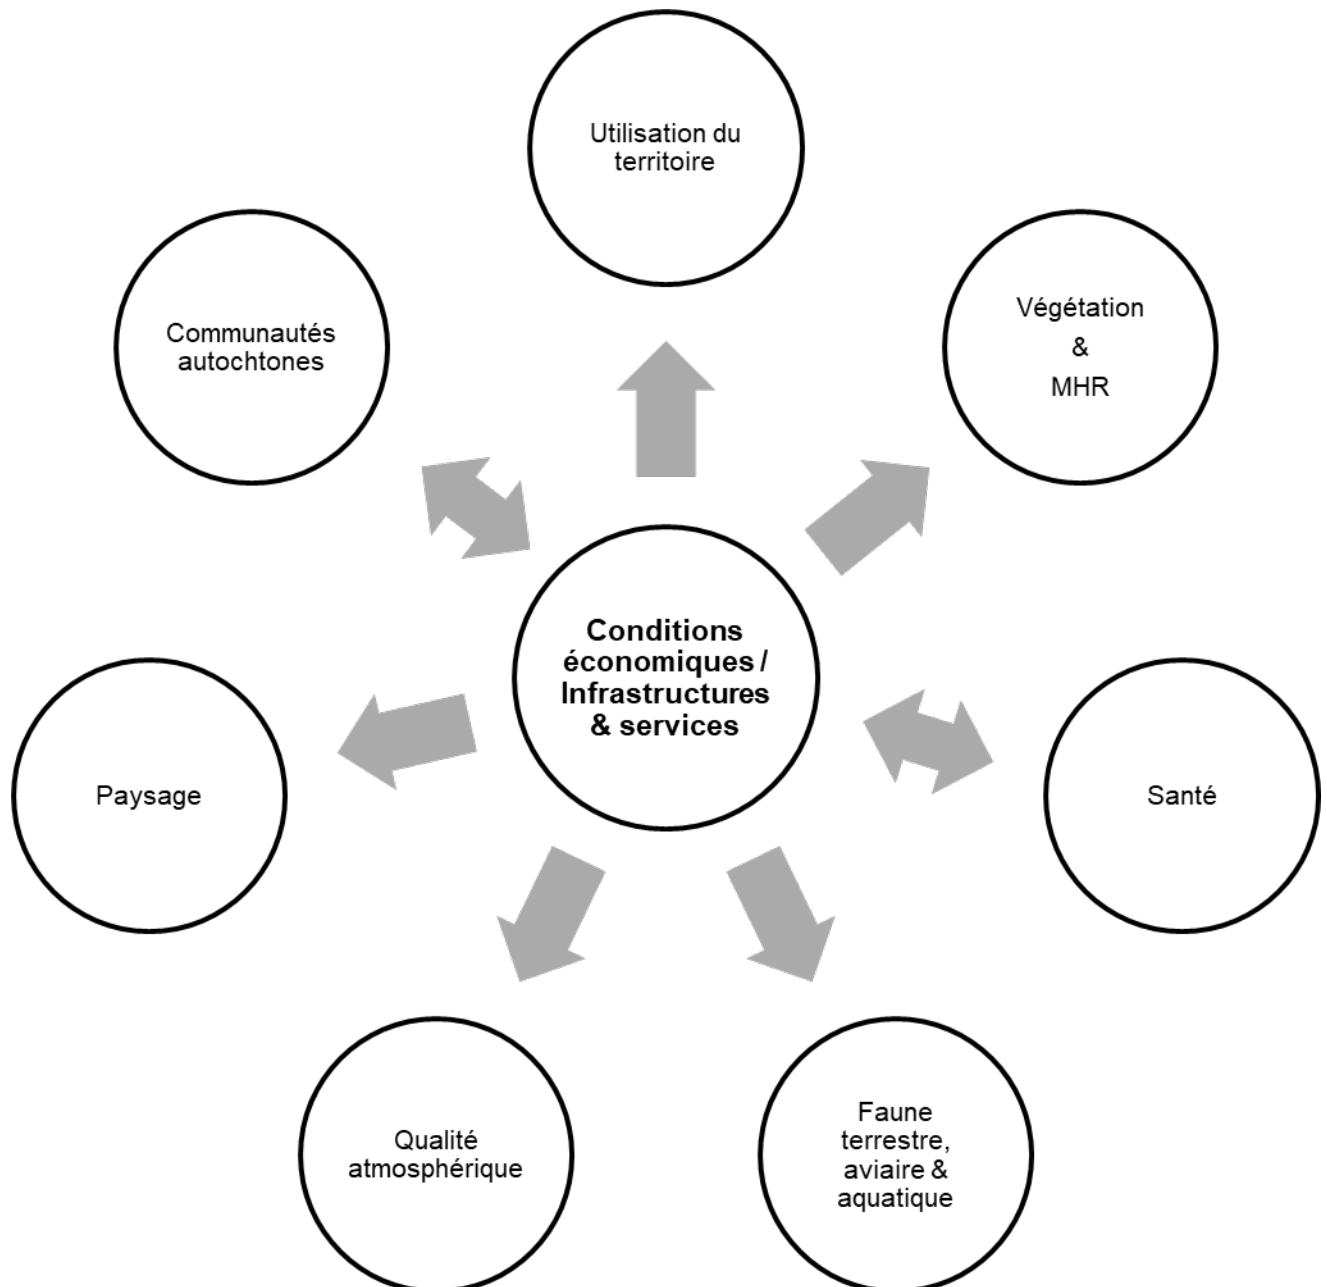 Utilisation du
territoire
Communautés
autochtones
Végétation
&
MHR
Conditions
économiques /
Infrastructures
& services
Paysage
Santé
Qualité
atmosphérique
Faune
terrestre,
aviaire &
aquatique